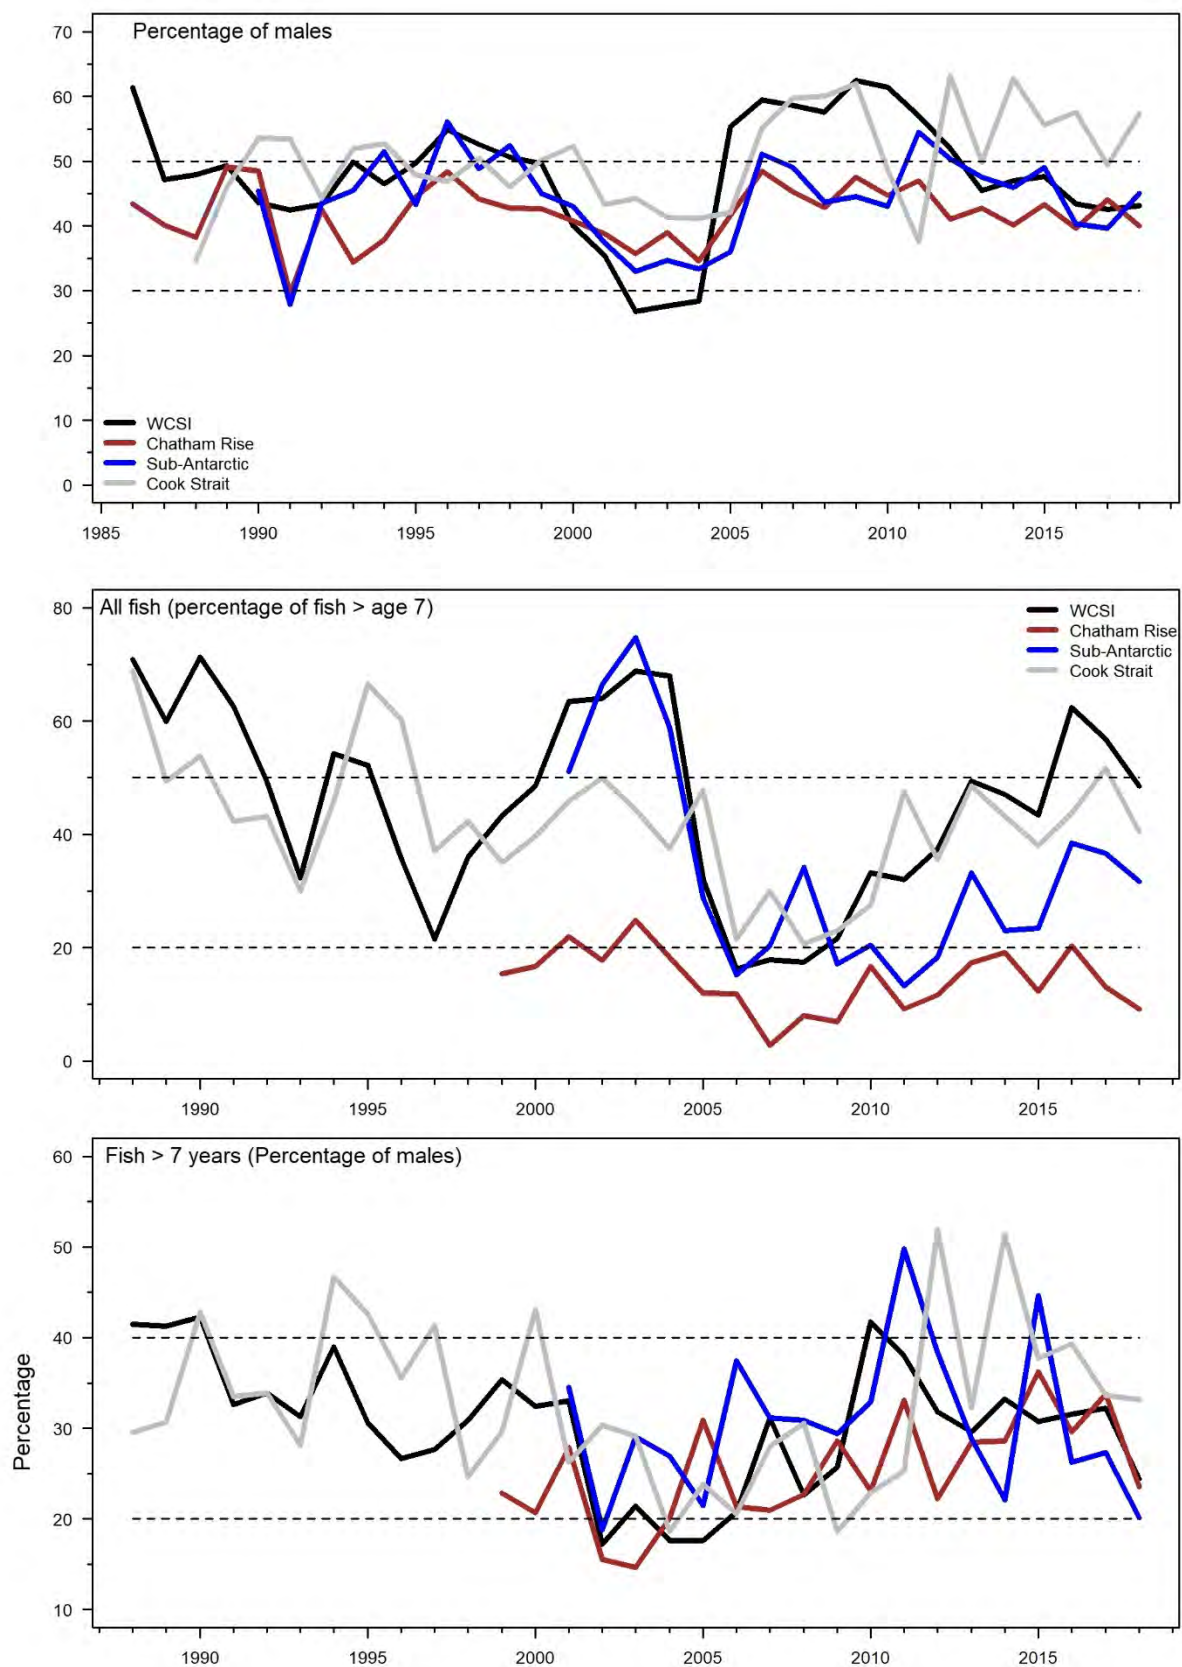 Percentage of males
70
60
50
40
30
20
10
0
WCSI
Chatham Rise
Sub-Antarctic
Cook Strait
1985 1990 1995 2000 2005 2010 2015
All fish (percentage of fish > age 7)
80
60
40
20
0
WCSI
Chatham Rise
Sub-Antarctic
Cook Strait
1990 1995 2000 2005 2010 2015
Fish > 7 years (Percentage of males)
60
50
40
30
20
10
Percentage
1990 1995 2000 2005 2010 2015